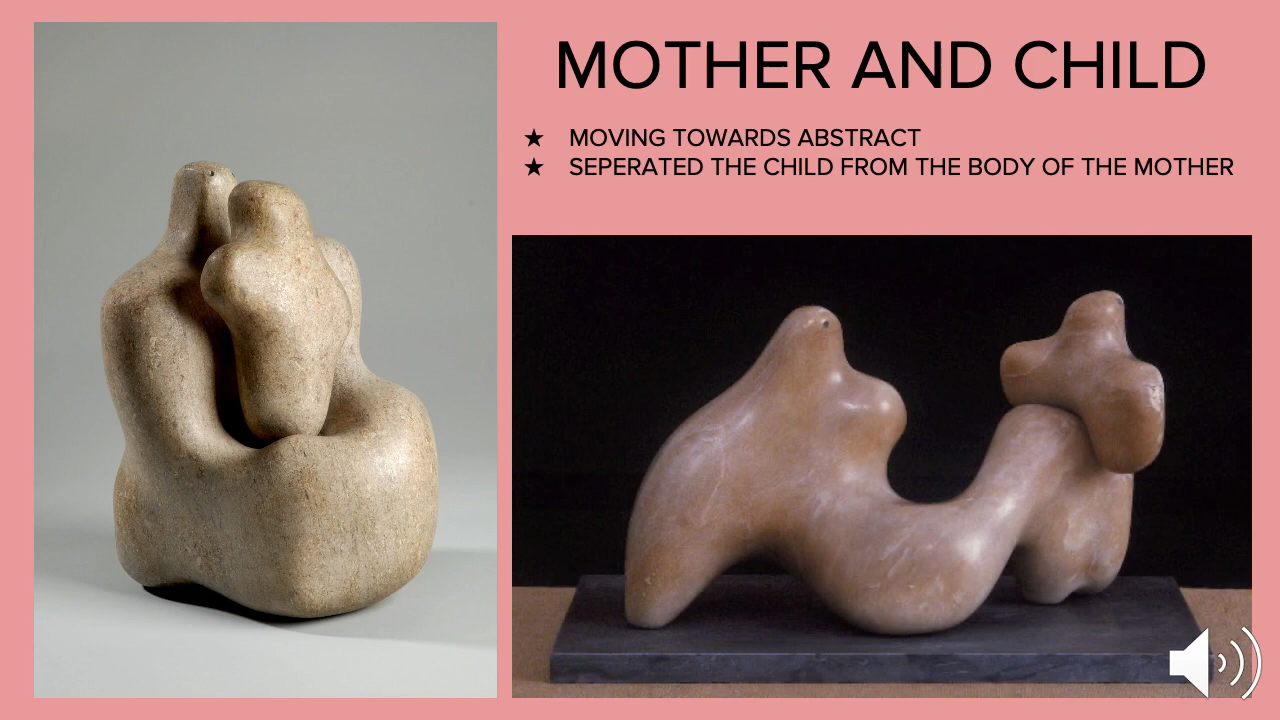 MOTHER AND CHILD
★ MOVING TOWARDS ABSTRACT
★ SEPERATED THE CHILD FROM THE BODY OF THE MOTHER